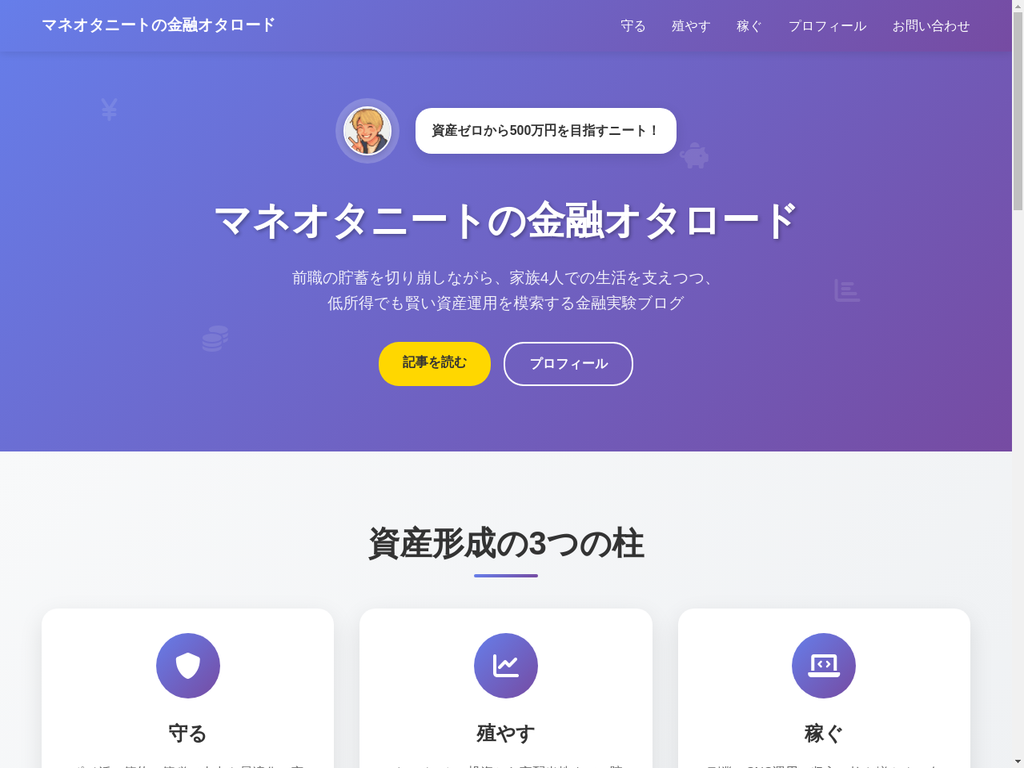 マネオタニートの金融オタロード
守る 殖やす 稼ぐ プロフィール お問い合わせ
¥
資産ゼロから500万円を目指すニート！
マネオタニートの金融オタロード
前職の貯蓄を切り崩しながら、家族4人での生活を支えつつ、
低所得でも賢い資産運用を模索する金融実験ブログ
記事を読む
プロフィール
資産形成の3つの柱
守る
殖やす
稼ぐ